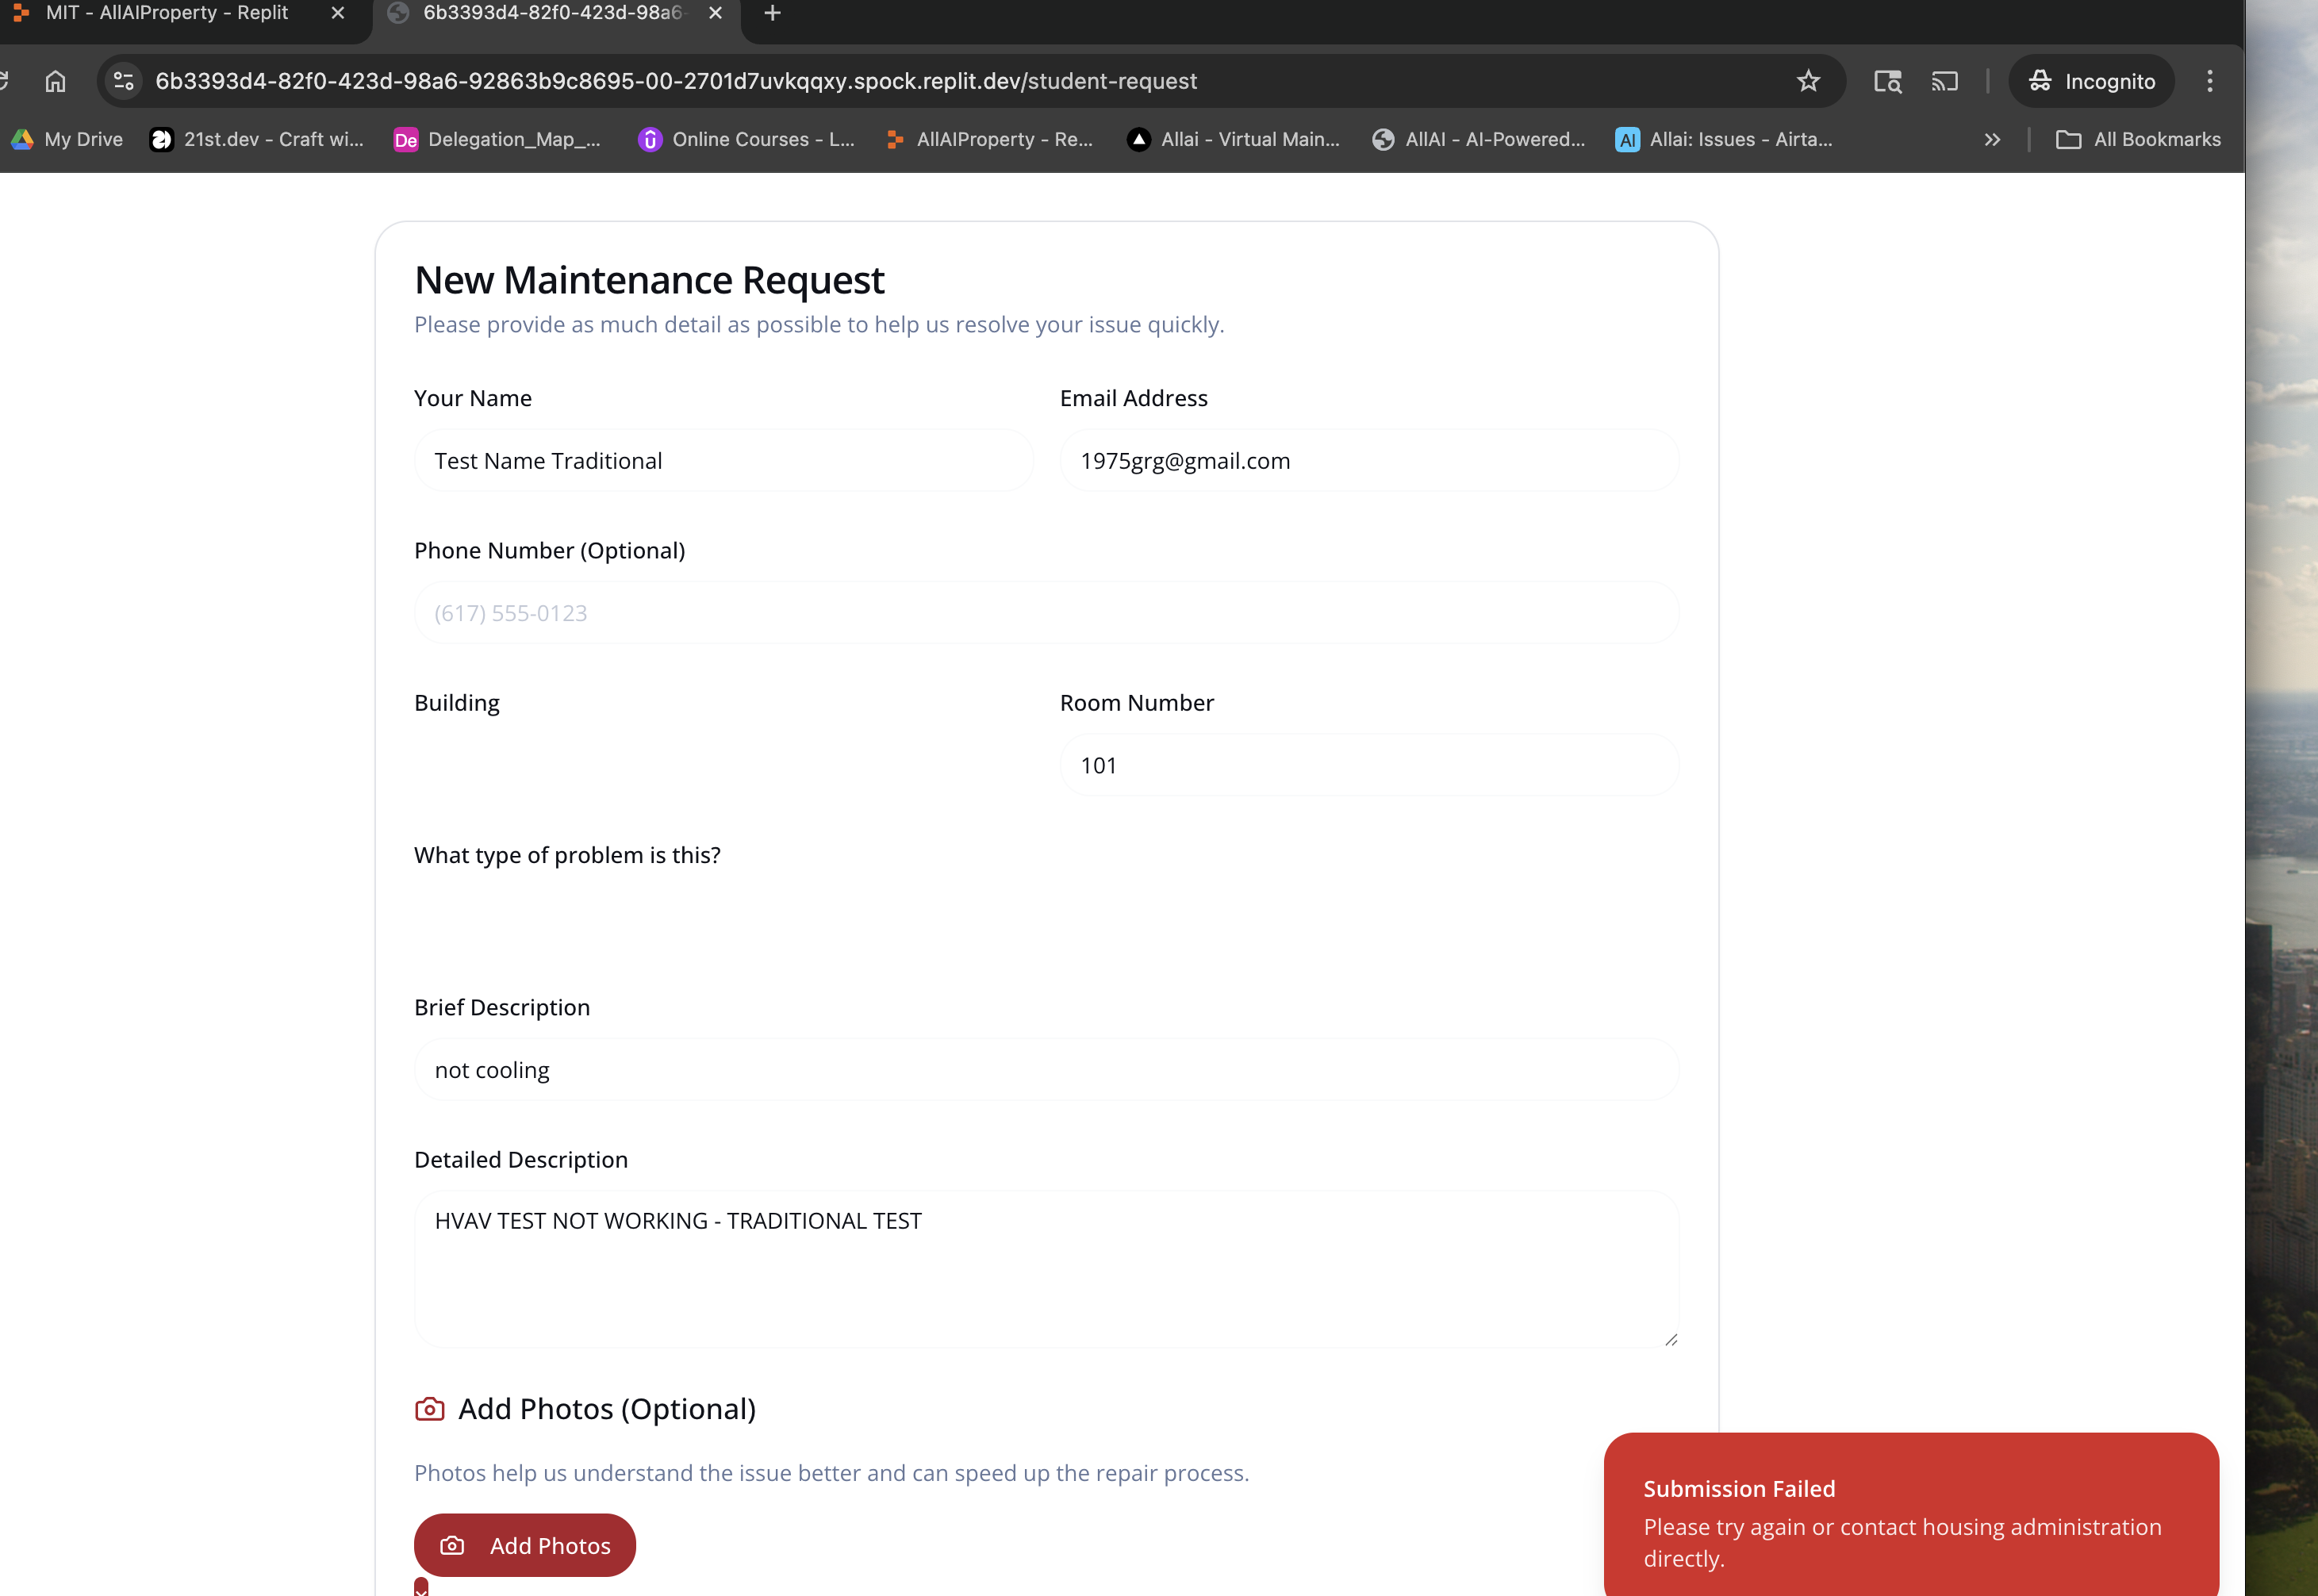 MIT - AllAIProperty - Replit
6b3393d4-82f0-423d-98a6-
6b3393d4-82f0-423d-98a6-92863b9c8695-00-2701d7uvkqqxy.spock.replit.dev/student-request
Incognito
My Drive
21st.dev - Craft wi...
De Delegation_Map_...
Online Courses - L...
AllAIProperty - Re...
Allai - Virtual Main...
AllAI - AI-Powered...
AI Allai: Issues - Airta...
All Bookmarks
New Maintenance Request
Please provide as much detail as possible to help us resolve your issue quickly.
Your Name
Email Address
Test Name Traditional
1975grg@gmail.com
Phone Number (Optional)
(617) 555-0123
Building
Room Number
101
What type of problem is this?
Brief Description
not cooling
Detailed Description
HVAV TEST NOT WORKING - TRADITIONAL TEST
Add Photos (Optional)
Photos help us understand the issue better and can speed up the repair process.
Add Photos
Submission Failed
Please try again or contact housing administration
directly.